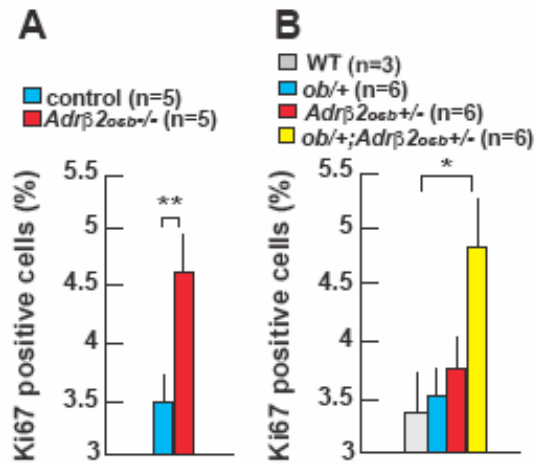 A
control (n=5)
Adrβ2osb-/- (n=5)
Ki67 positive cells (%)
5.5
5
4.5
4
3.5
3
**
B
WT (n=3)
ob/+ (n=6)
Adrβ2osb+/- (n=6)
ob/+;Adrβ2osb+/- (n=6)
Ki67 positive cells (%)
5.5
5
4.5
4
3.5
3
*